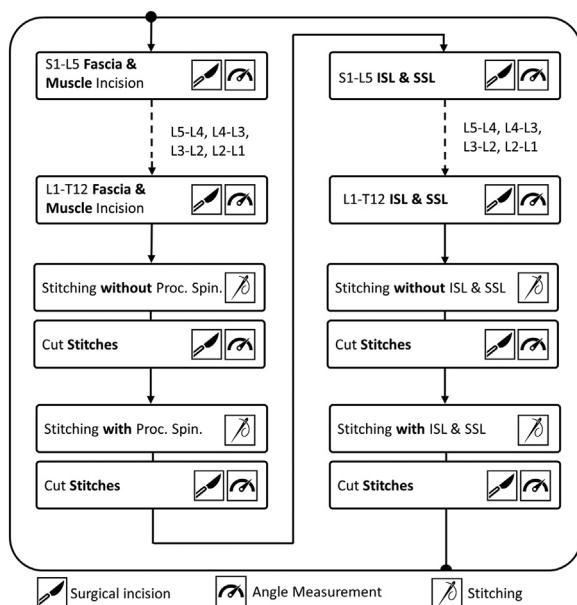 S1-L5 Fascia &
Muscle Incision
L5-L4, L4-L3,
L3-L2, L2-L1
L1-T12 Fascia &
Muscle Incision
Stitching without Proc. Spin.
Cut Stitches
Stitching with Proc. Spin.
Cut Stitches
S1-L5 ISL & SSL
L5-L4, L4-L3,
L3-L2, L2-L1
L1-T12 ISL & SSL
Stitching without ISL & SSL
Cut Stitches
Stitching with ISL & SSL
Cut Stitches
Surgical incision
Angle Measurement
Stitching